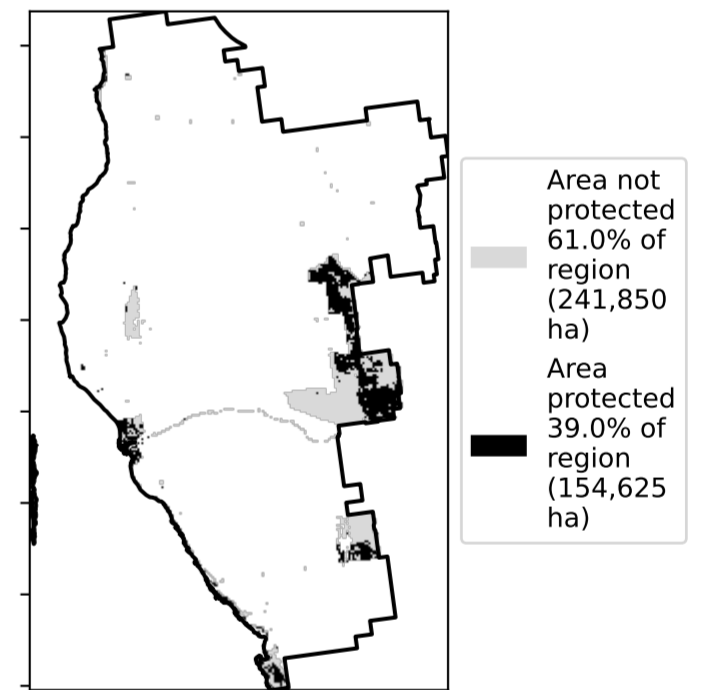 Area not
protected
61.0% of
region
(241,850
ha)
Area
protected
39.0% of
region
(154,625
ha)